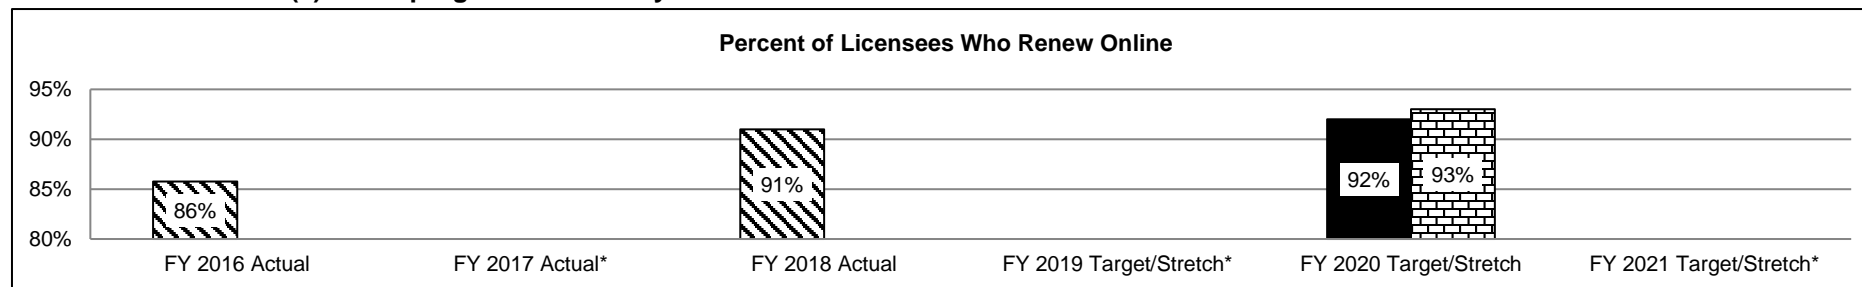 Percent of Licensees Who Renew Online
95%
90%
85%
80%
86%
91%
92%
93%
FY 2016 Actual
FY 2017 Actual*
FY 2018 Actual
FY 2019 Target/Stretch*
FY 2020 Target/Stretch
FY 2021 Target/Stretch*